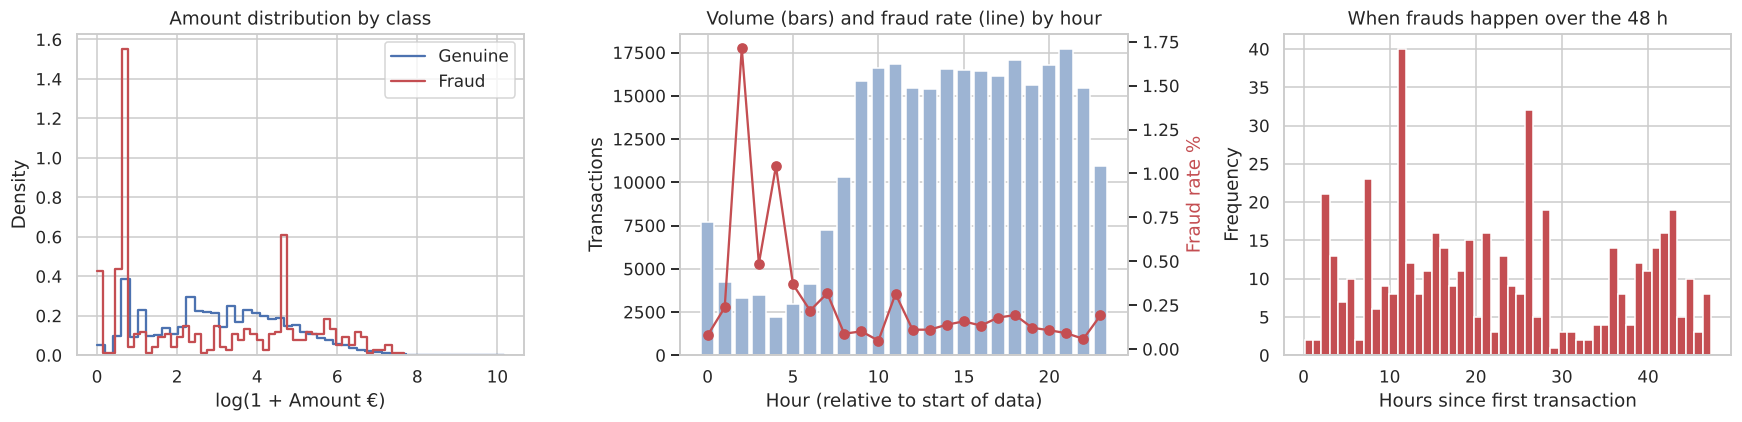 Amount distribution by class
Genuine
Fraud
1.6
1.4
1.2
1.0
0.8
0.6
0.4
0.2
0.0
Density
0 2 4 6 8 10
log(1 + Amount €)
Volume (bars) and fraud rate (line) by hour
17500
15000
12500
10000
7500
5000
2500
0
Transactions
1.75
1.50
1.25
1.00
0.75
0.50
0.25
0.00
Fraud rate %
0 5 10 15 20
Hour (relative to start of data)
When frauds happen over the 48 h
40
35
30
25
20
15
10
5
0
Frequency
0 10 20 30 40
Hours since first transaction